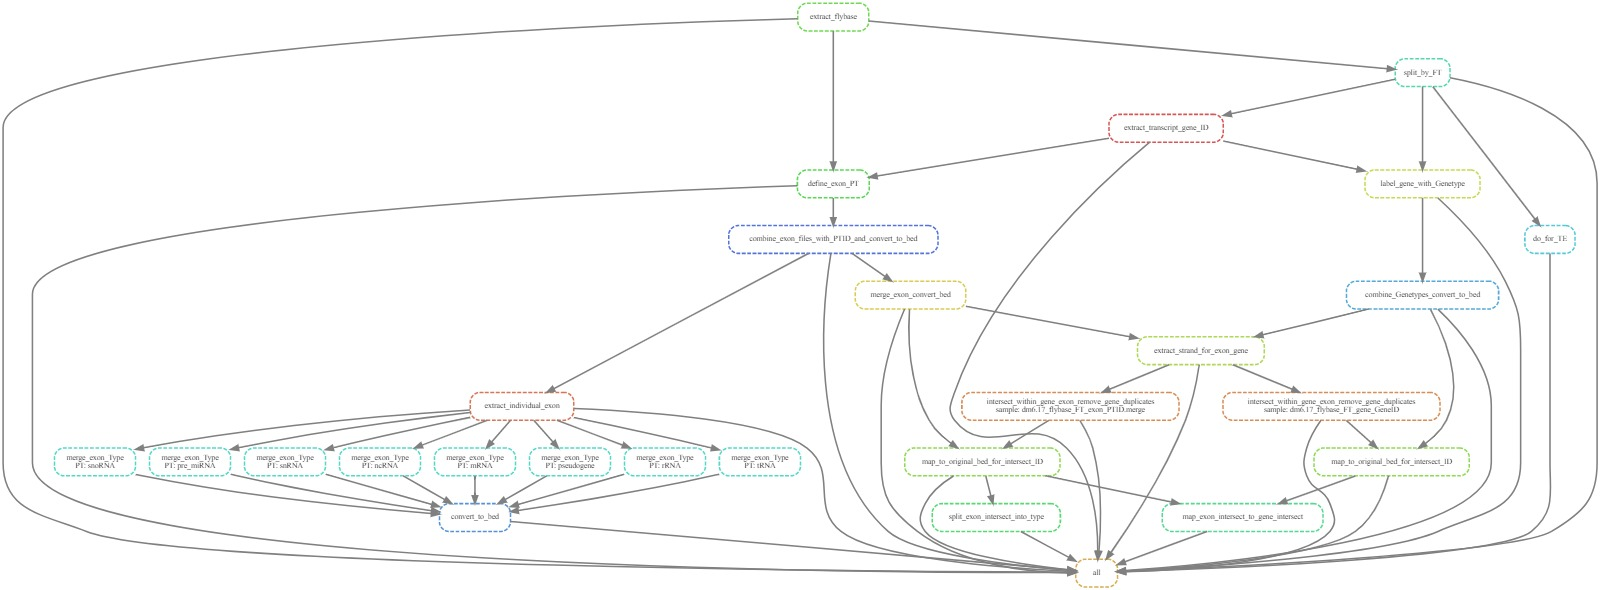 extract_flybase
split_by_FT
extract_transcript_gene_ID
define_exon_PT
label_gene_with_Genetype
combine_exon_files_with_PTID_and_convert_to_bed
do_for_TE
merge_exon_convert_bed
combine_Genetypes_convert_to_bed
extract_strand_for_exon_gene
extract_individual_exon
intersect_within_gene_exon_remove_gene_duplicates
sample: dm6.17_flybase_FT_exon_PTID.merge
intersect_within_gene_exon_remove_gene_duplicates
sample: dm6.17_flybase_FT_gene_GeneID
merge_exon_Type
PT: snoRNA
merge_exon_Type
PT: pre_miRNA
merge_exon_Type
PT: snRNA
merge_exon_Type
PT: ncRNA
merge_exon_Type
PT: mRNA
merge_exon_Type
PT: pseudogene
merge_exon_Type
PT: rRNA
merge_exon_Type
PT: tRNA
map_to_original_bed_for_intersect_ID
map_to_original_bed_for_intersect_ID
convert_to_bed
split_exon_intersect_into_type
map_exon_intersect_to_gene_intersect
all